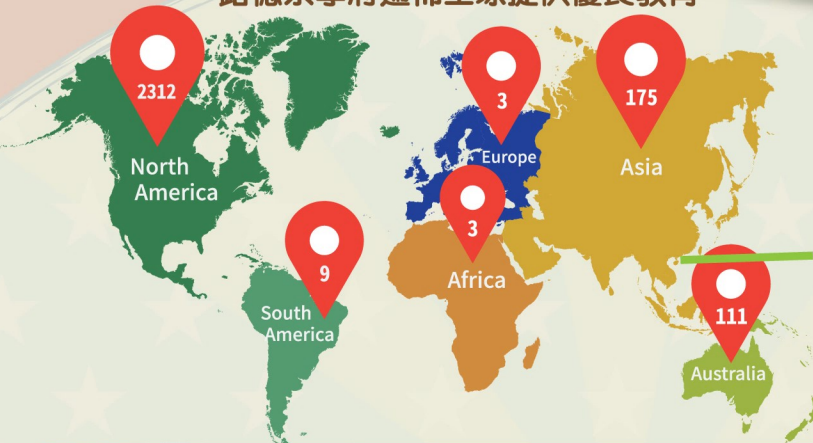 2312
North
America
3
Europe
175
Asia
3
Africa
9
South
America
111
Australia